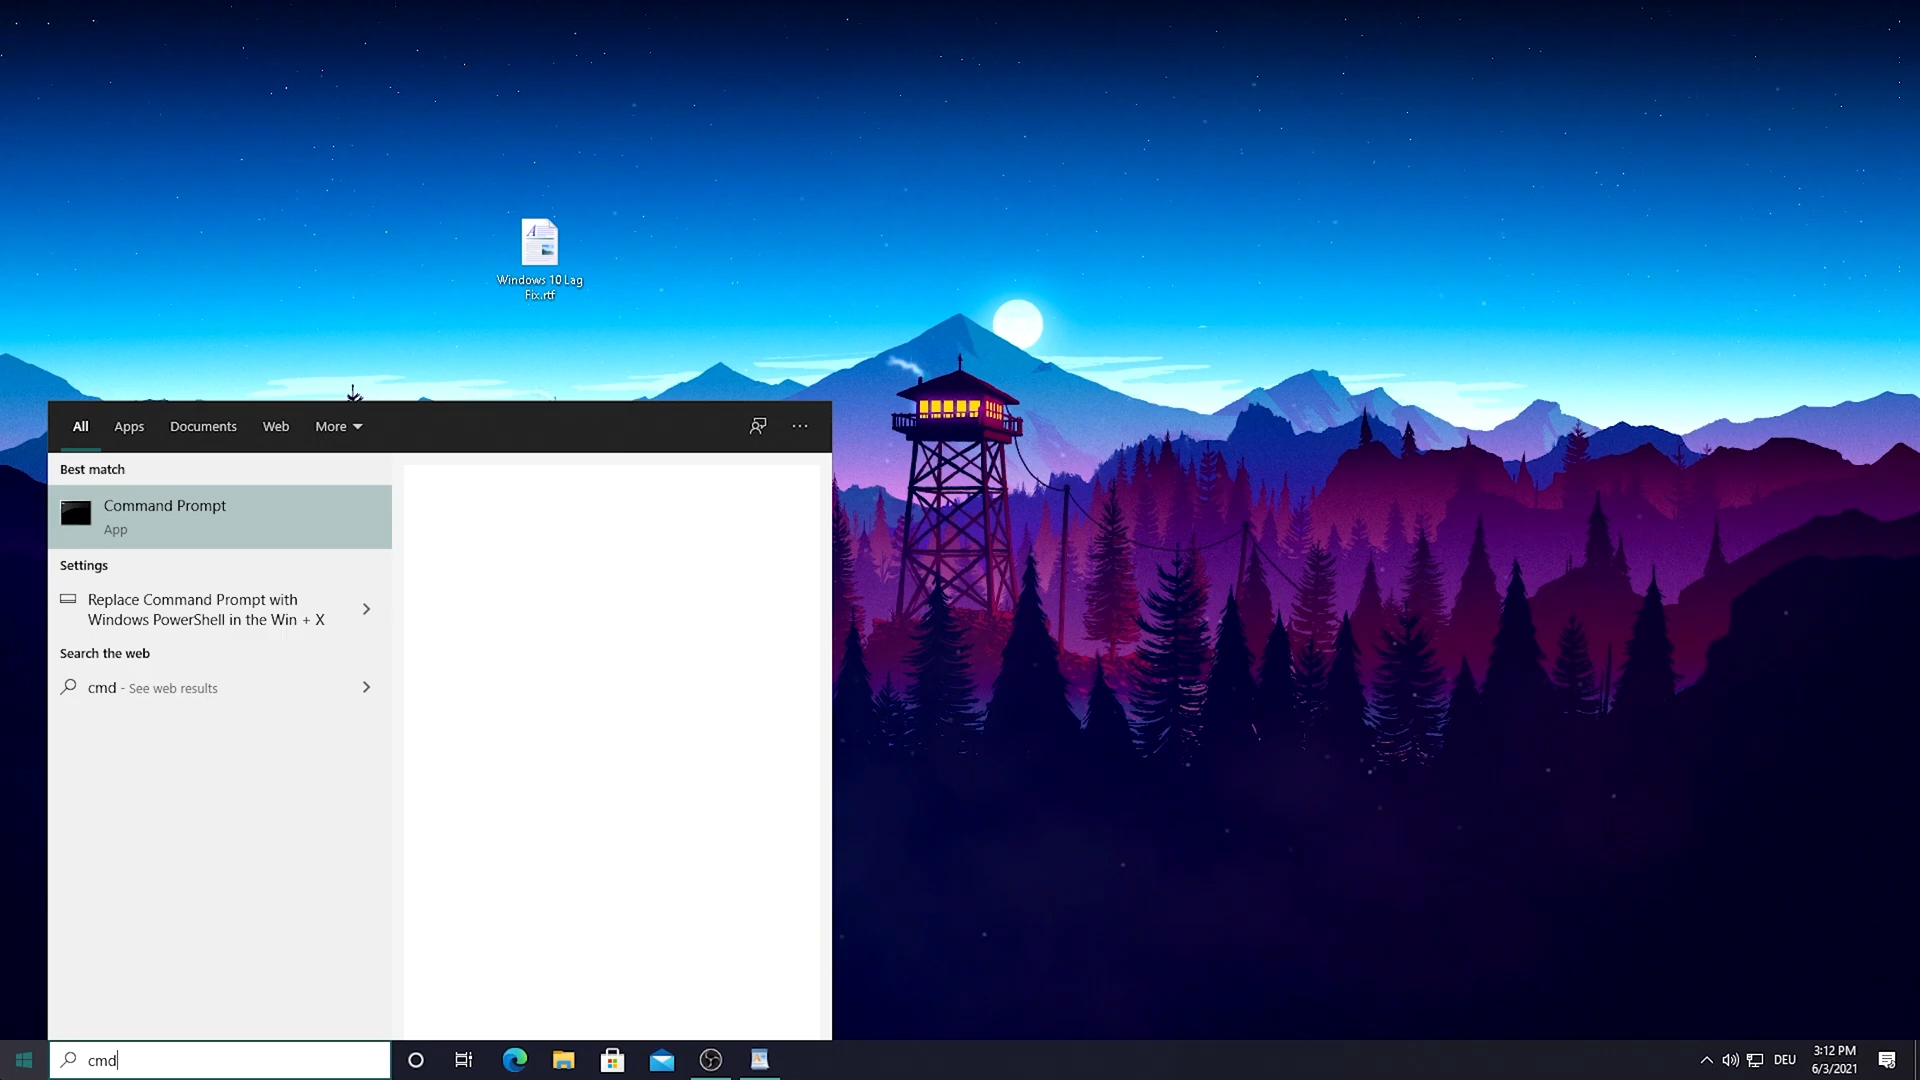 Windows 10 Lag
Fix.rtf
All
Apps
Documents
Web
More
Best match
Command Prompt
App
Settings
Replace Command Prompt with
Windows PowerShell in the Win + X
Search the web
cmd - See web results
cmd
DEU
3:12 PM
6/3/2021